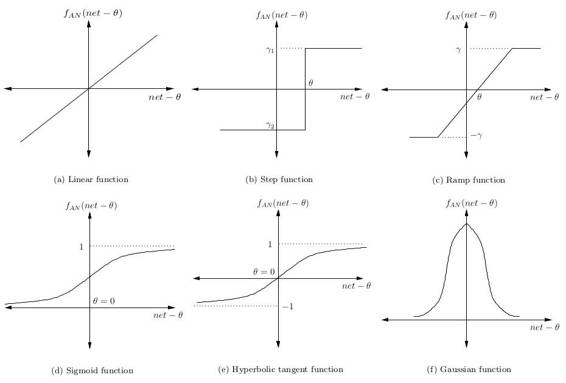 f_AN(net − θ) f_AN(net − θ) f_AN(net − θ)
γ₁ γ
θ θ
net − θ net − θ net − θ
γ₂ −γ
(a) Linear function (b) Step function (c) Ramp function
f_AN(net − θ) f_AN(net − θ) f_AN(net − θ)
1 1
θ = 0 θ = 0
net − θ net − θ net − θ
−1
(d) Sigmoid function (e) Hyperbolic tangent function (f) Gaussian function